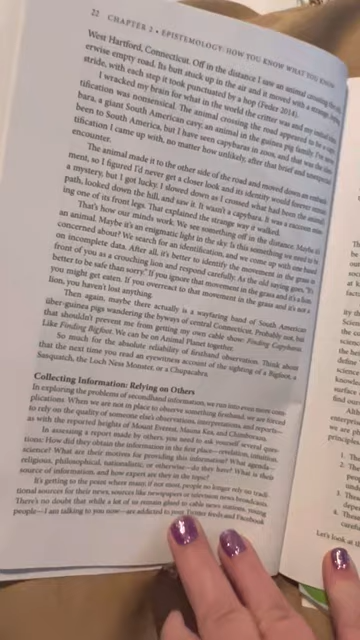 22 CHAPTER 2 • EPISTEMOLOGY: HOW YOU KNOW WHAT YOU KNOW
West Hartford, Connecticut. Off in the distance I saw an animal crossing the
erwise empty road. Its butt stuck up in the air and it moved with a strange
stride, with each step it took punctuated by a hop (Feder 2014).
I wracked my brain for what in the world the critter was and my initial
tification was nonsensical. The animal crossing the road appeared to be a
bara, a giant South American cavy, an animal in the guinea pig family. I've never
been to South America, but I have seen capybaras in zoos, and that was the
tification I came up with, no matter how unlikely, after that brief and unexpected
encounter.
The animal made it to the other side of the road and moved down an
ment, so I figured I'd never get a closer look and its identity would forever remain
a mystery, but I got lucky. I slowed down as I crossed what had been the animal's
path, looked down the hill, and saw it. It wasn't a capybara. It was a raccoon
ing one of its front legs. That explained the strange way it walked.
That's how our minds work. We see something off in the distance. Maybe it's
an animal. Maybe it's an enigmatic light in the sky. Is this something we need to be
concerned about? We search for an identification, and we come up with one based
on incomplete data. After all, it's better to identify the movement in the grass in
front of you as a crouching lion and respond carefully. As the old saying goes, "It's
better to be safe than sorry." If you ignore that movement in the grass and it's a lion,
you might get eaten. If you overreact to that movement in the grass and it's not a
lion, you haven't lost anything.
Then again, maybe there actually is a wayfaring band of South American
über-guinea pigs wandering the byways of central Connecticut. Probably not, but
that shouldn't prevent me from getting my own cable show: Finding Capybaras.
Like Finding Bigfoot. We can be on Animal Planet together.
So much for the absolute reliability of firsthand observation. Think about
that the next time you read an eyewitness account of the sighting of a Bigfoot, a
Sasquatch, the Loch Ness Monster, or a Chupacabra.
Collecting Information: Relying on Others
In exploring the problems of secondhand information, we run into even more com-
plications. When we are not in place to observe something firsthand, we are forced
to rely on the quality of someone else's observations, interpretations, and reports—
as with the reported heights of Mount Everest, Mauna Kea, and Chimborazo.
In assessing a report made by others, you need to ask yourself several ques-
tions: How did they obtain the information in the first place—revelation, intuition,
science? What are their motives for providing this information? What agenda—
religious, philosophical, nationalistic, or otherwise—do they have? What is their
source of information, and how expert are they in the topic?
It's getting to the point where many, if not most, people no longer rely on tradi-
tional sources for their news, sources like newspapers or television news broadcasts.
There's no doubt that while a lot of us remain glued to cable news stations, young
people—I am talking to you now—are addicted to your Twitter feeds and Facebook
Let's look at